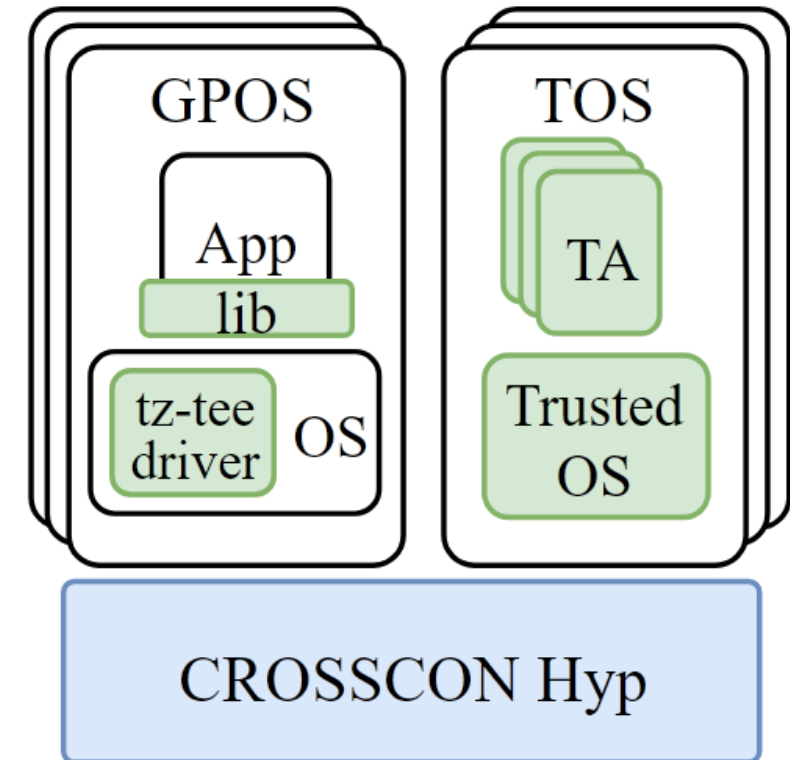 GPOS
App
lib
tz-tee
driver
OS
TOS
TA
Trusted
OS
CROSSCON Hyp